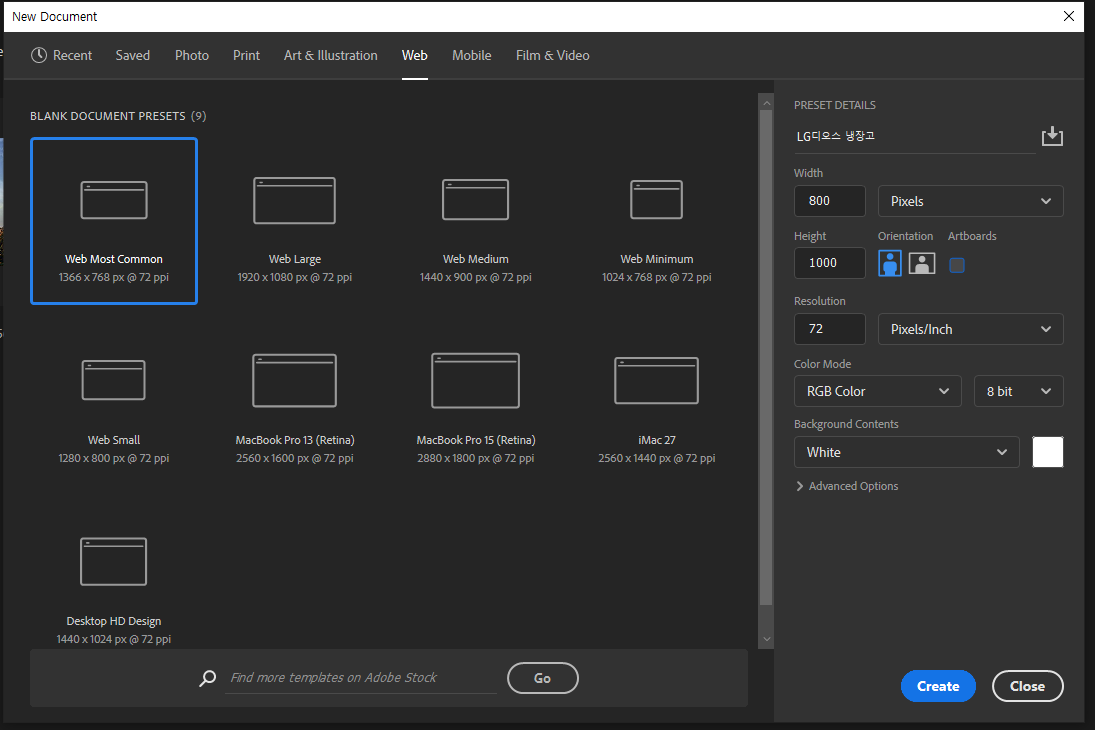 New Document
Recent Saved Photo Print Art & Illustration Web Mobile Film & Video
BLANK DOCUMENT PRESETS (9)
Web Most Common
1366 x 768 px @ 72 ppi
Web Large
1920 x 1080 px @ 72 ppi
Web Medium
1440 x 900 px @ 72 ppi
Web Minimum
1024 x 768 px @ 72 ppi
Web Small
1280 x 800 px @ 72 ppi
MacBook Pro 13 (Retina)
2560 x 1600 px @ 72 ppi
MacBook Pro 15 (Retina)
2880 x 1800 px @ 72 ppi
iMac 27
2560 x 1440 px @ 72 ppi
Desktop HD Design
1440 x 1024 px @ 72 ppi
Find more templates on Adobe Stock
Go
PRESET DETAILS
LG디오스 냉장고
Width
800 Pixels
Height Orientation Artboards
1000
Resolution
72 Pixels/Inch
Color Mode
RGB Color 8 bit
Background Contents
White
Advanced Options
Create Close